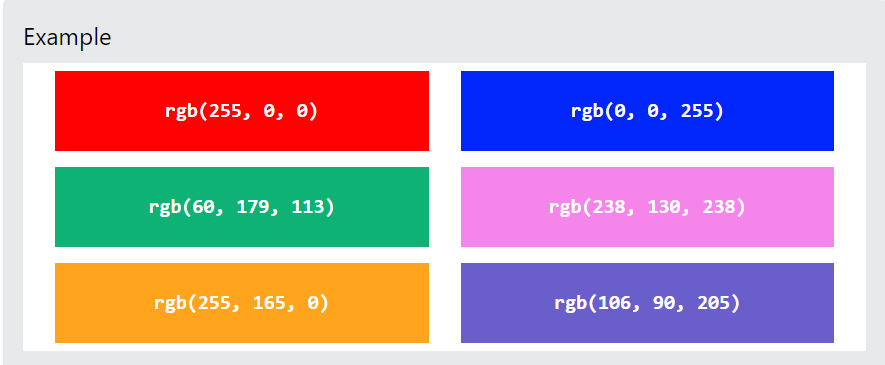 Example
rgb(255, 0, 0)
rgb(0, 0, 255)
rgb(60, 179, 113)
rgb(238, 130, 238)
rgb(255, 165, 0)
rgb(106, 90, 205)